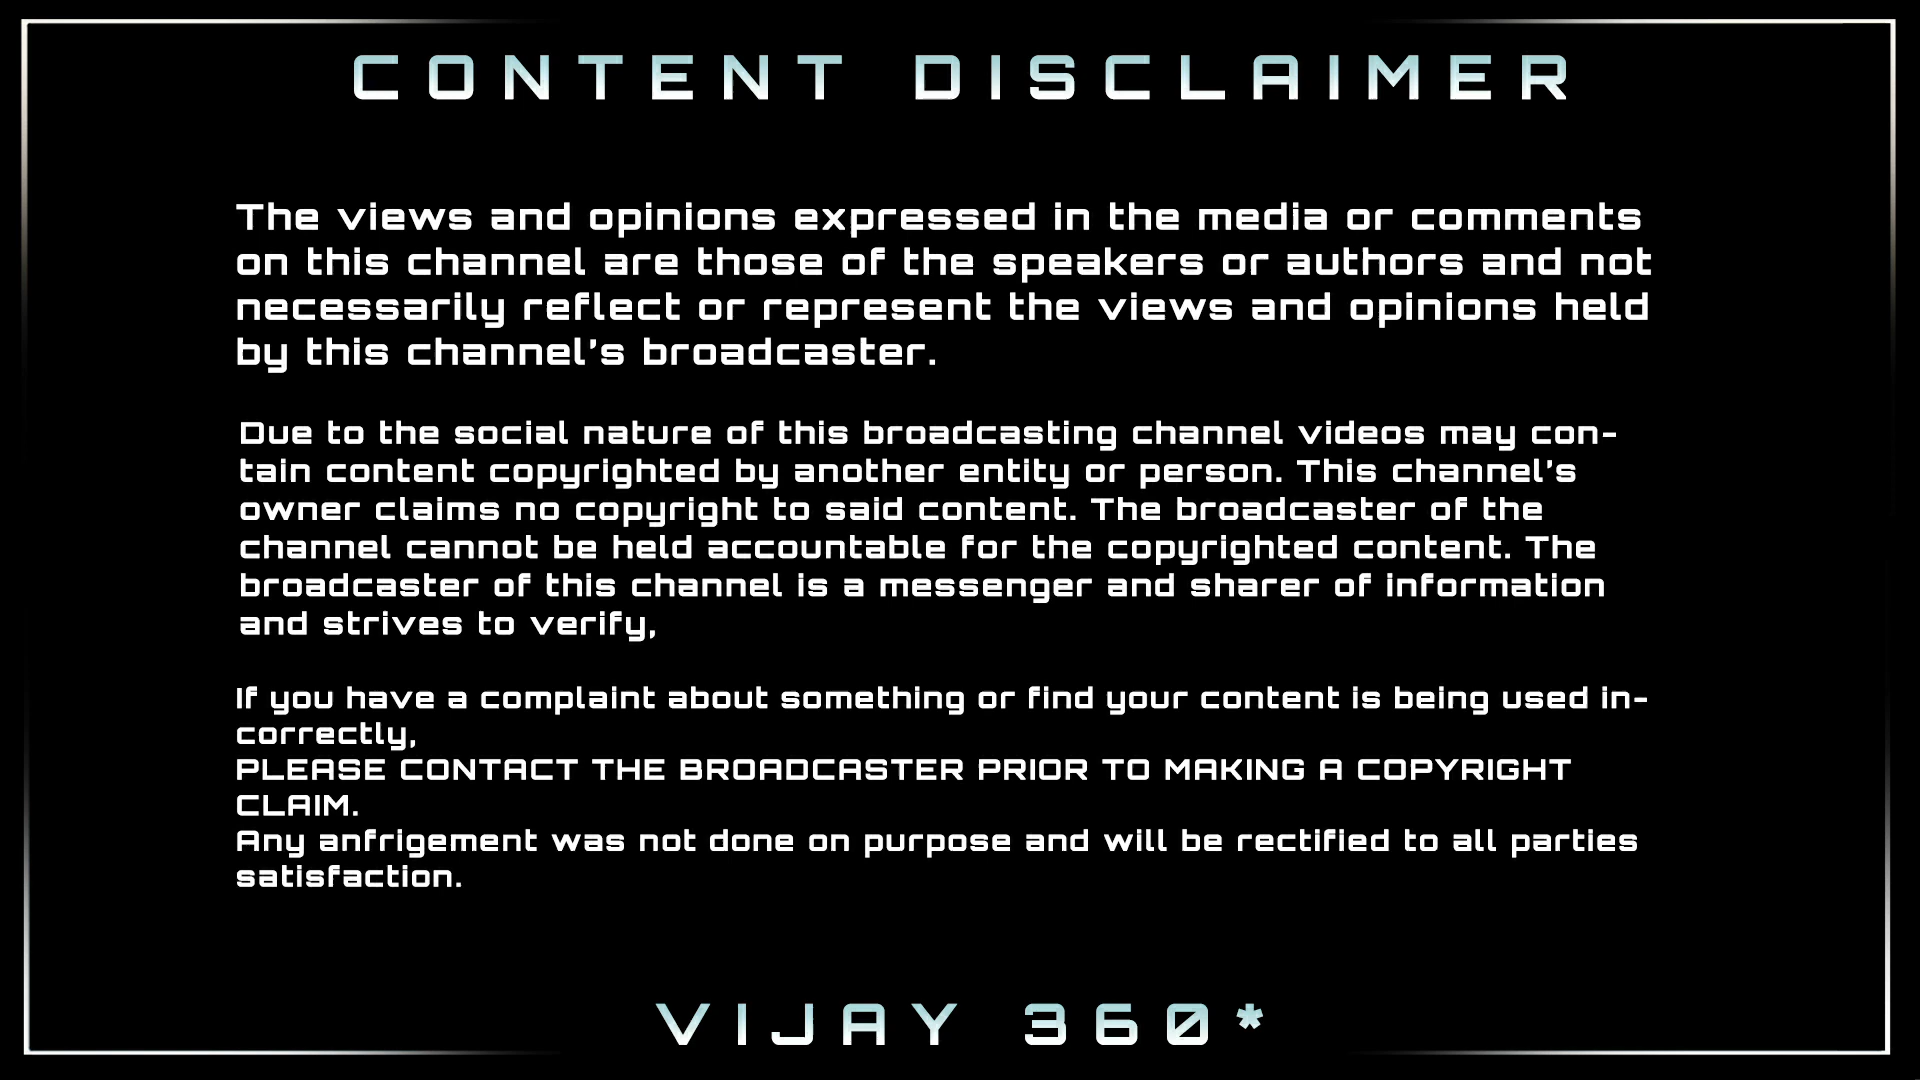 CONTENT DISCLAIMER
The views and opinions expressed in the media or comments
on this channel are those of the speakers or authors and not
necessarily reflect or represent the views and opinions held
by this channel's broadcaster.
Due to the social nature of this broadcasting channel videos may con-
tain content copyrighted by another entity or person. This channel's
owner claims no copyright to said content. The broadcaster of the
channel cannot be held accountable for the copyrighted content. The
broadcaster of this channel is a messenger and sharer of information
and strives to verify,
If you have a complaint about something or find your content is being used in-
correctly,
PLEASE CONTACT THE BROADCASTER PRIOR TO MAKING A COPYRIGHT
CLAIM.
Any anfrigement was not done on purpose and will be rectified to all parties
satisfaction.
VIJAY 360*